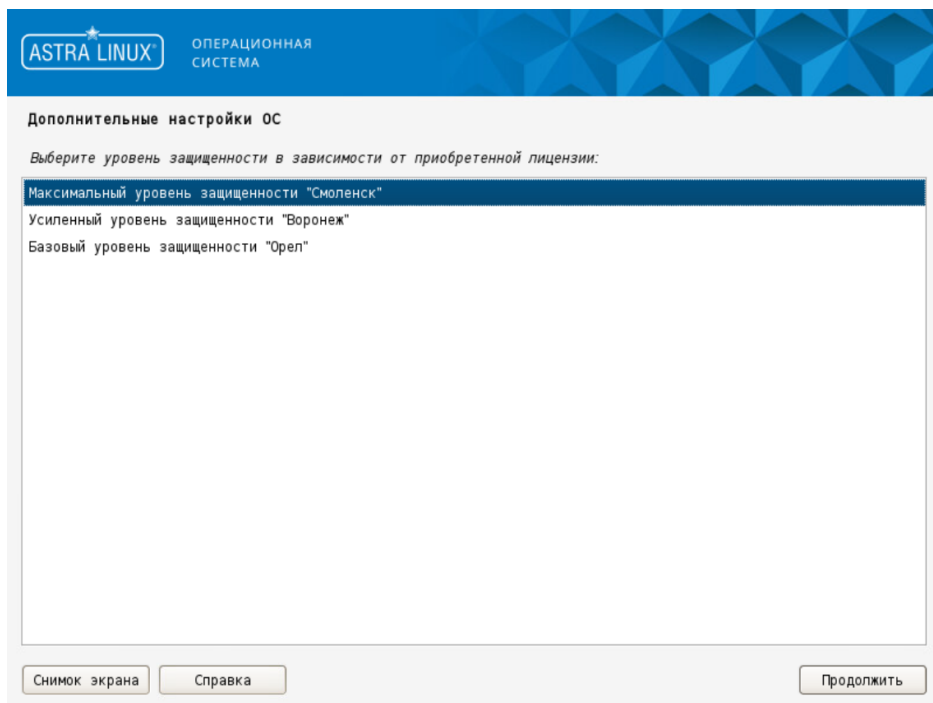 ASTRA LINUX®
ОПЕРАЦИОННАЯ
СИСТЕМА
Дополнительные настройки ОС
Выберите уровень защищенности в зависимости от приобретенной лицензии:
Максимальный уровень защищенности "Смоленск"
Усиленный уровень защищенности "Воронеж"
Базовый уровень защищенности "Орел"
Снимок экрана
Справка
Продолжить